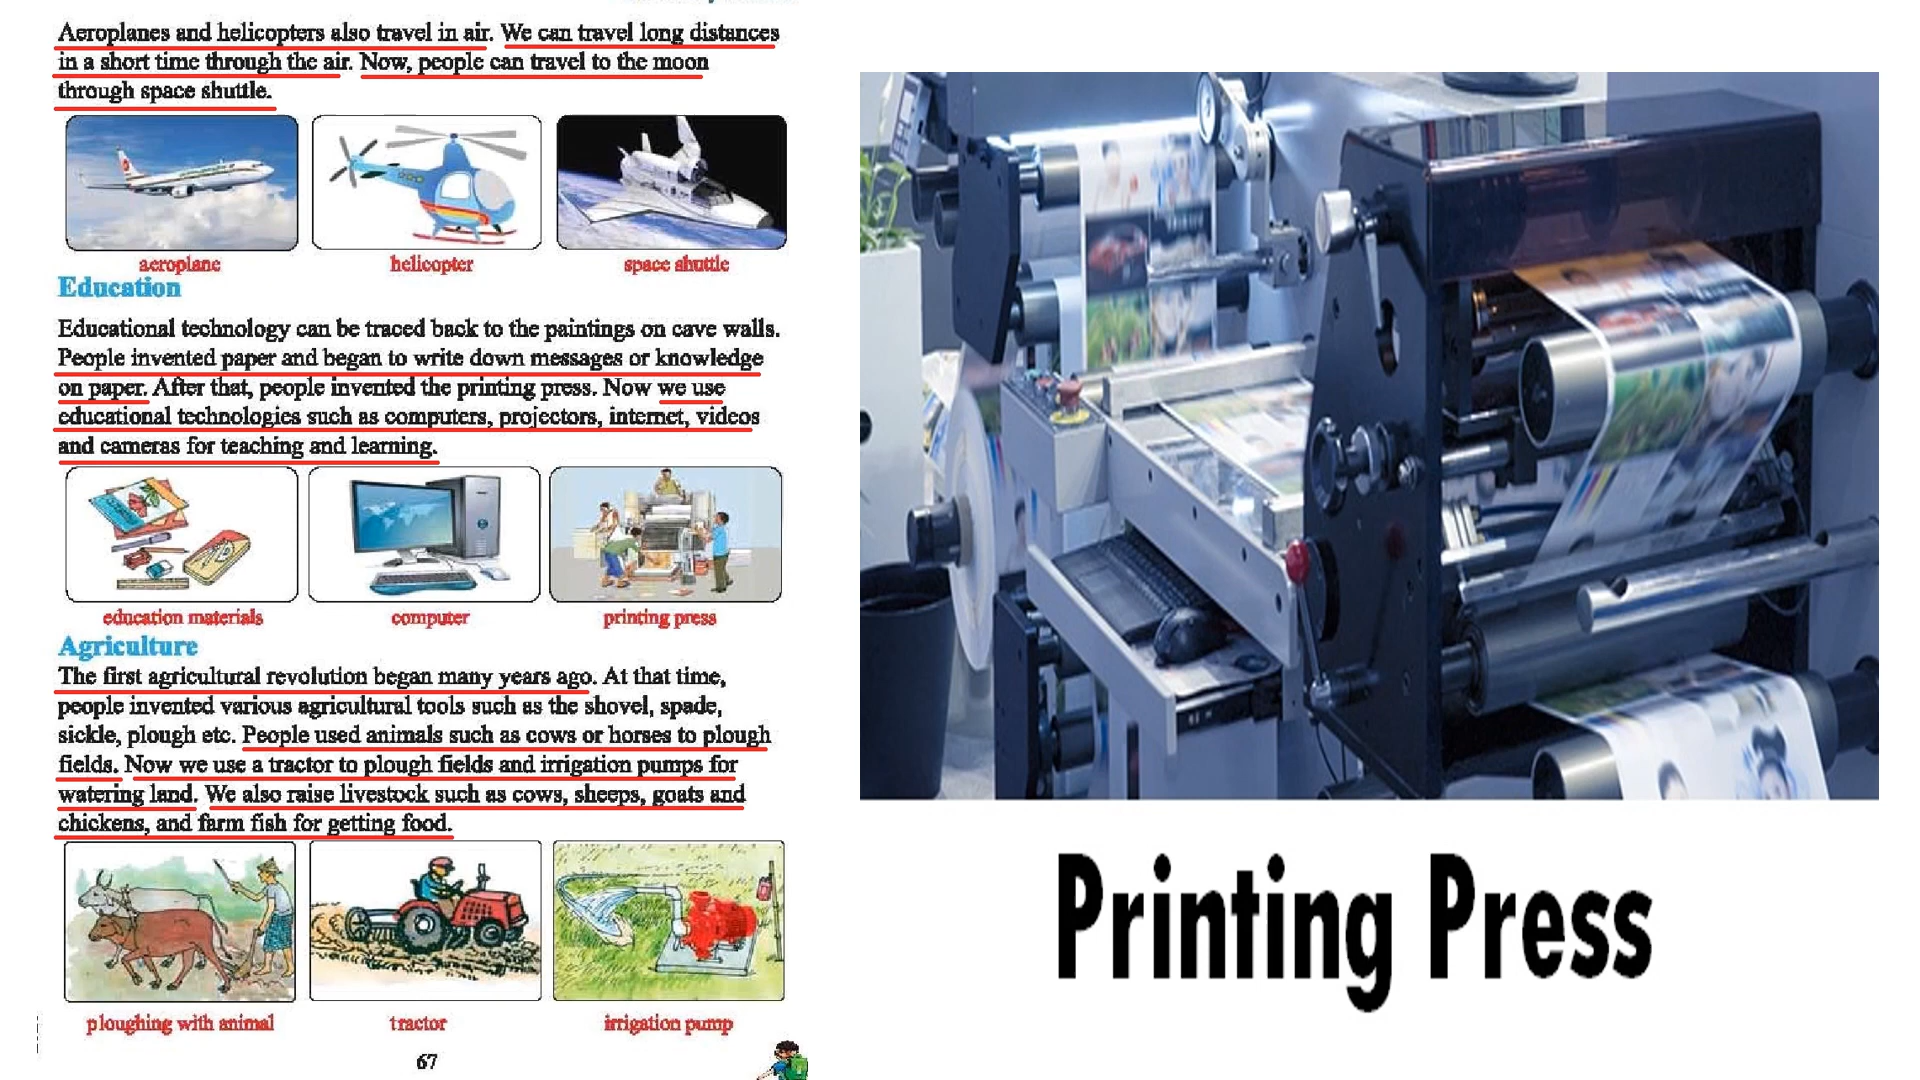 Aeroplanes and helicopters also travel in air. We can travel long distances
in a short time through the air. Now, people can travel to the moon
through space shuttle.
aeroplane
helicopter
space shuttle
Education
Educational technology can be traced back to the paintings on cave walls.
People invented paper and began to write down messages or knowledge
on paper. After that, people invented the printing press. Now we use
educational technologies such as computers, projectors, internet, videos
and cameras for teaching and learning.
education materials
computer
printing press
Agriculture
The first agricultural revolution began many years ago. At that time,
people invented various agricultural tools such as the shovel, spade,
sickle, plough etc. People used animals such as cows or horses to plough
fields. Now we use a tractor to plough fields and irrigation pumps for
watering land. We also raise livestock such as cows, sheeps, goats and
chickens, and farm fish for getting food.
ploughing with animal
tractor
irrigation pump
67
Printing Press